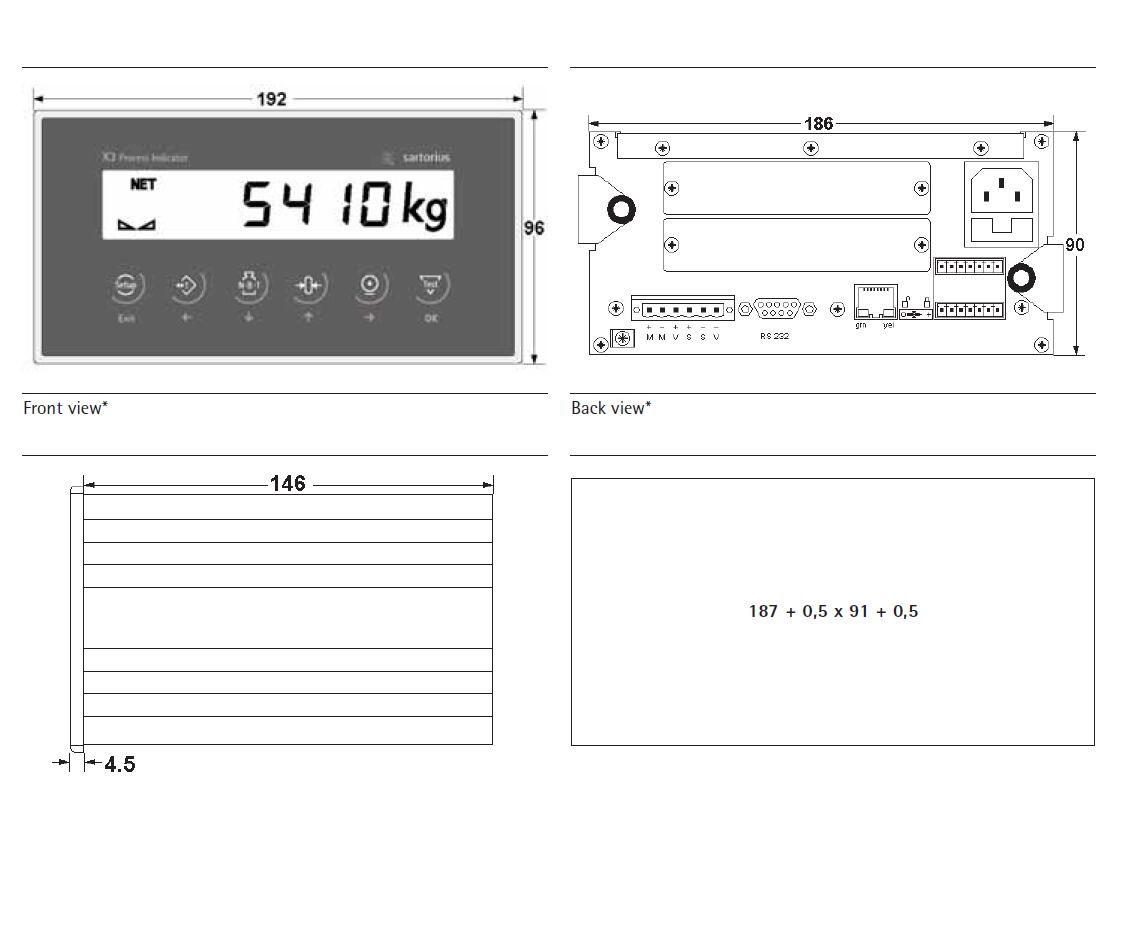 192
X3 Process Indicator
sartorius
NET
5410 kg
96
Setup
N-B-T
Test
Exit
OK
186
90
+ - + + - -
M M V S S V
RS 232
grn yel
Front view*
Back view*
146
4.5
187 + 0,5 x 91 + 0,5